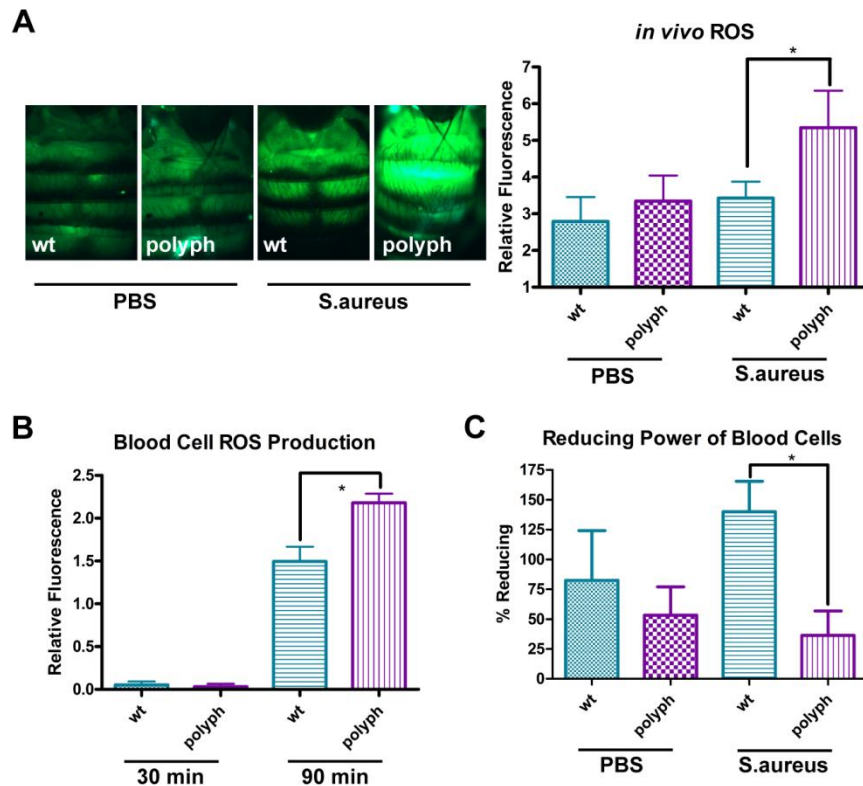 A
wt
polyph
wt
polyph
PBS
S.aureus
in vivo ROS
*
Relative Fluorescence
7
6
5
4
3
2
1
wt
polyph
wt
polyph
PBS
S.aureus
B
Blood Cell ROS Production
*
Relative Fluorescence
2.5
2.0
1.5
1.0
0.5
0.0
wt
polyph
wt
polyph
30 min
90 min
C
Reducing Power of Blood Cells
*
% Reducing
175
150
125
100
75
50
25
0
wt
polyph
wt
polyph
PBS
S.aureus